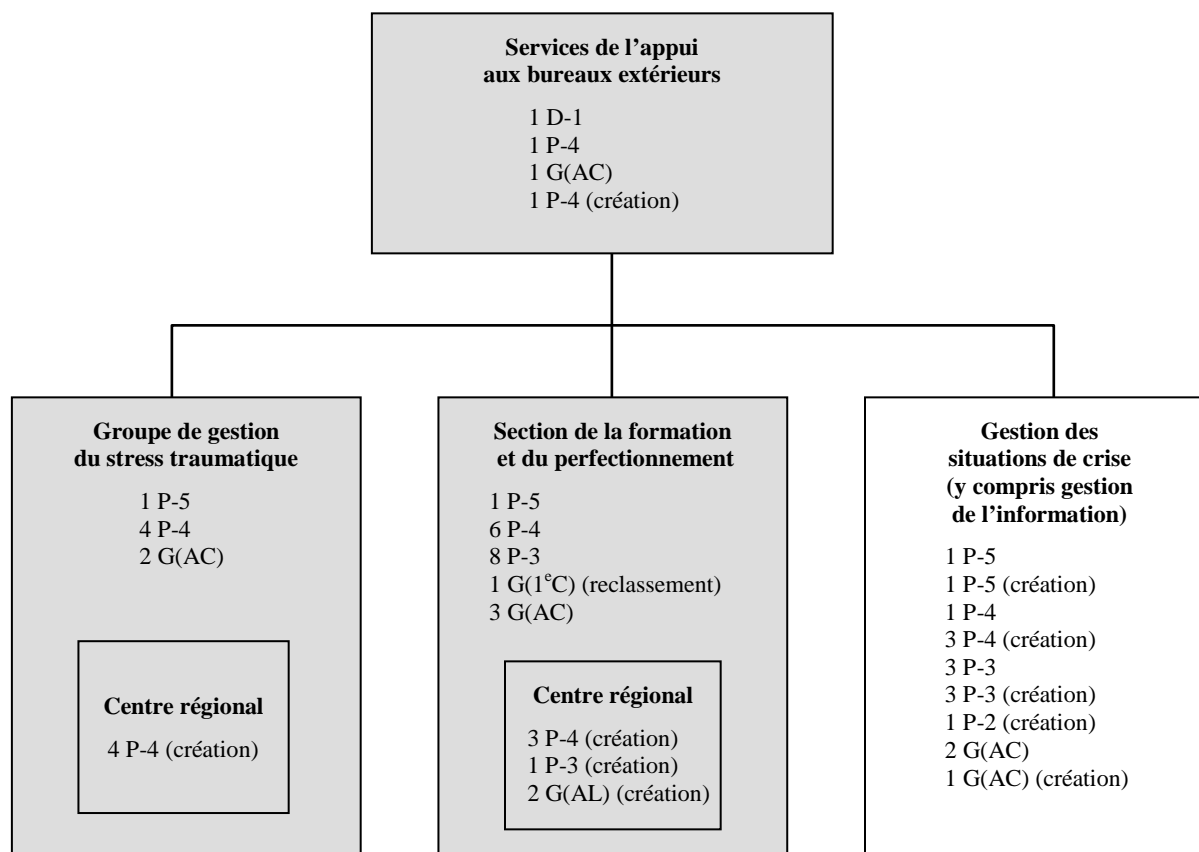 Services de l’appui
aux bureaux extérieurs
1 D-1
1 P-4
1 G(AC)
1 P-4 (création)
Groupe de gestion
du stress traumatique
1 P-5
4 P-4
2 G(AC)
Centre régional
4 P-4 (création)
Section de la formation
et du perfectionnement
1 P-5
6 P-4
8 P-3
1 G(1eC) (reclassement)
3 G(AC)
Centre régional
3 P-4 (création)
1 P-3 (création)
2 G(AL) (création)
Gestion des
situations de crise
(y compris gestion
de l’information)
1 P-5
1 P-5 (création)
1 P-4
3 P-4 (création)
3 P-3
3 P-3 (création)
1 P-2 (création)
2 G(AC)
1 G(AC) (création)